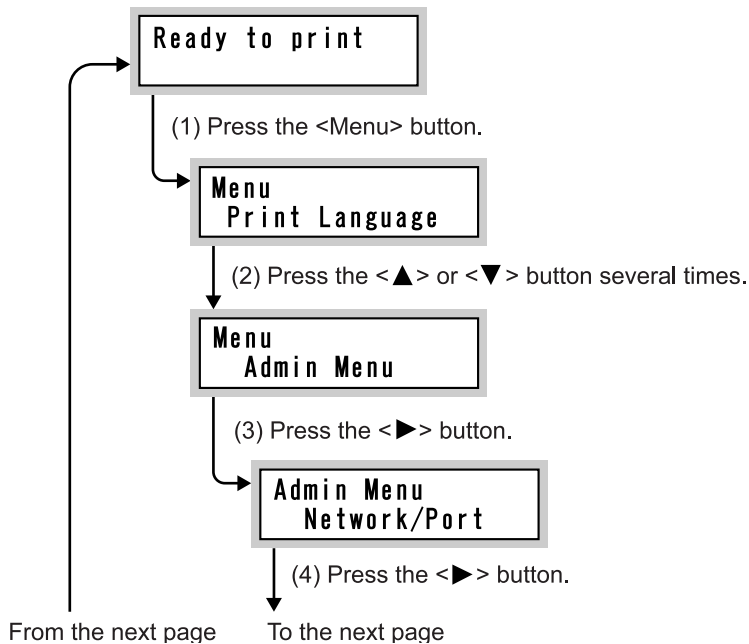 Ready to print
(1) Press the <Menu> button.
Menu
Print Language
(2) Press the <▲> or <▼> button several times.
Menu
Admin Menu
(3) Press the <▶> button.
Admin Menu
Network/Port
(4) Press the <▶> button.
From the next page
To the next page